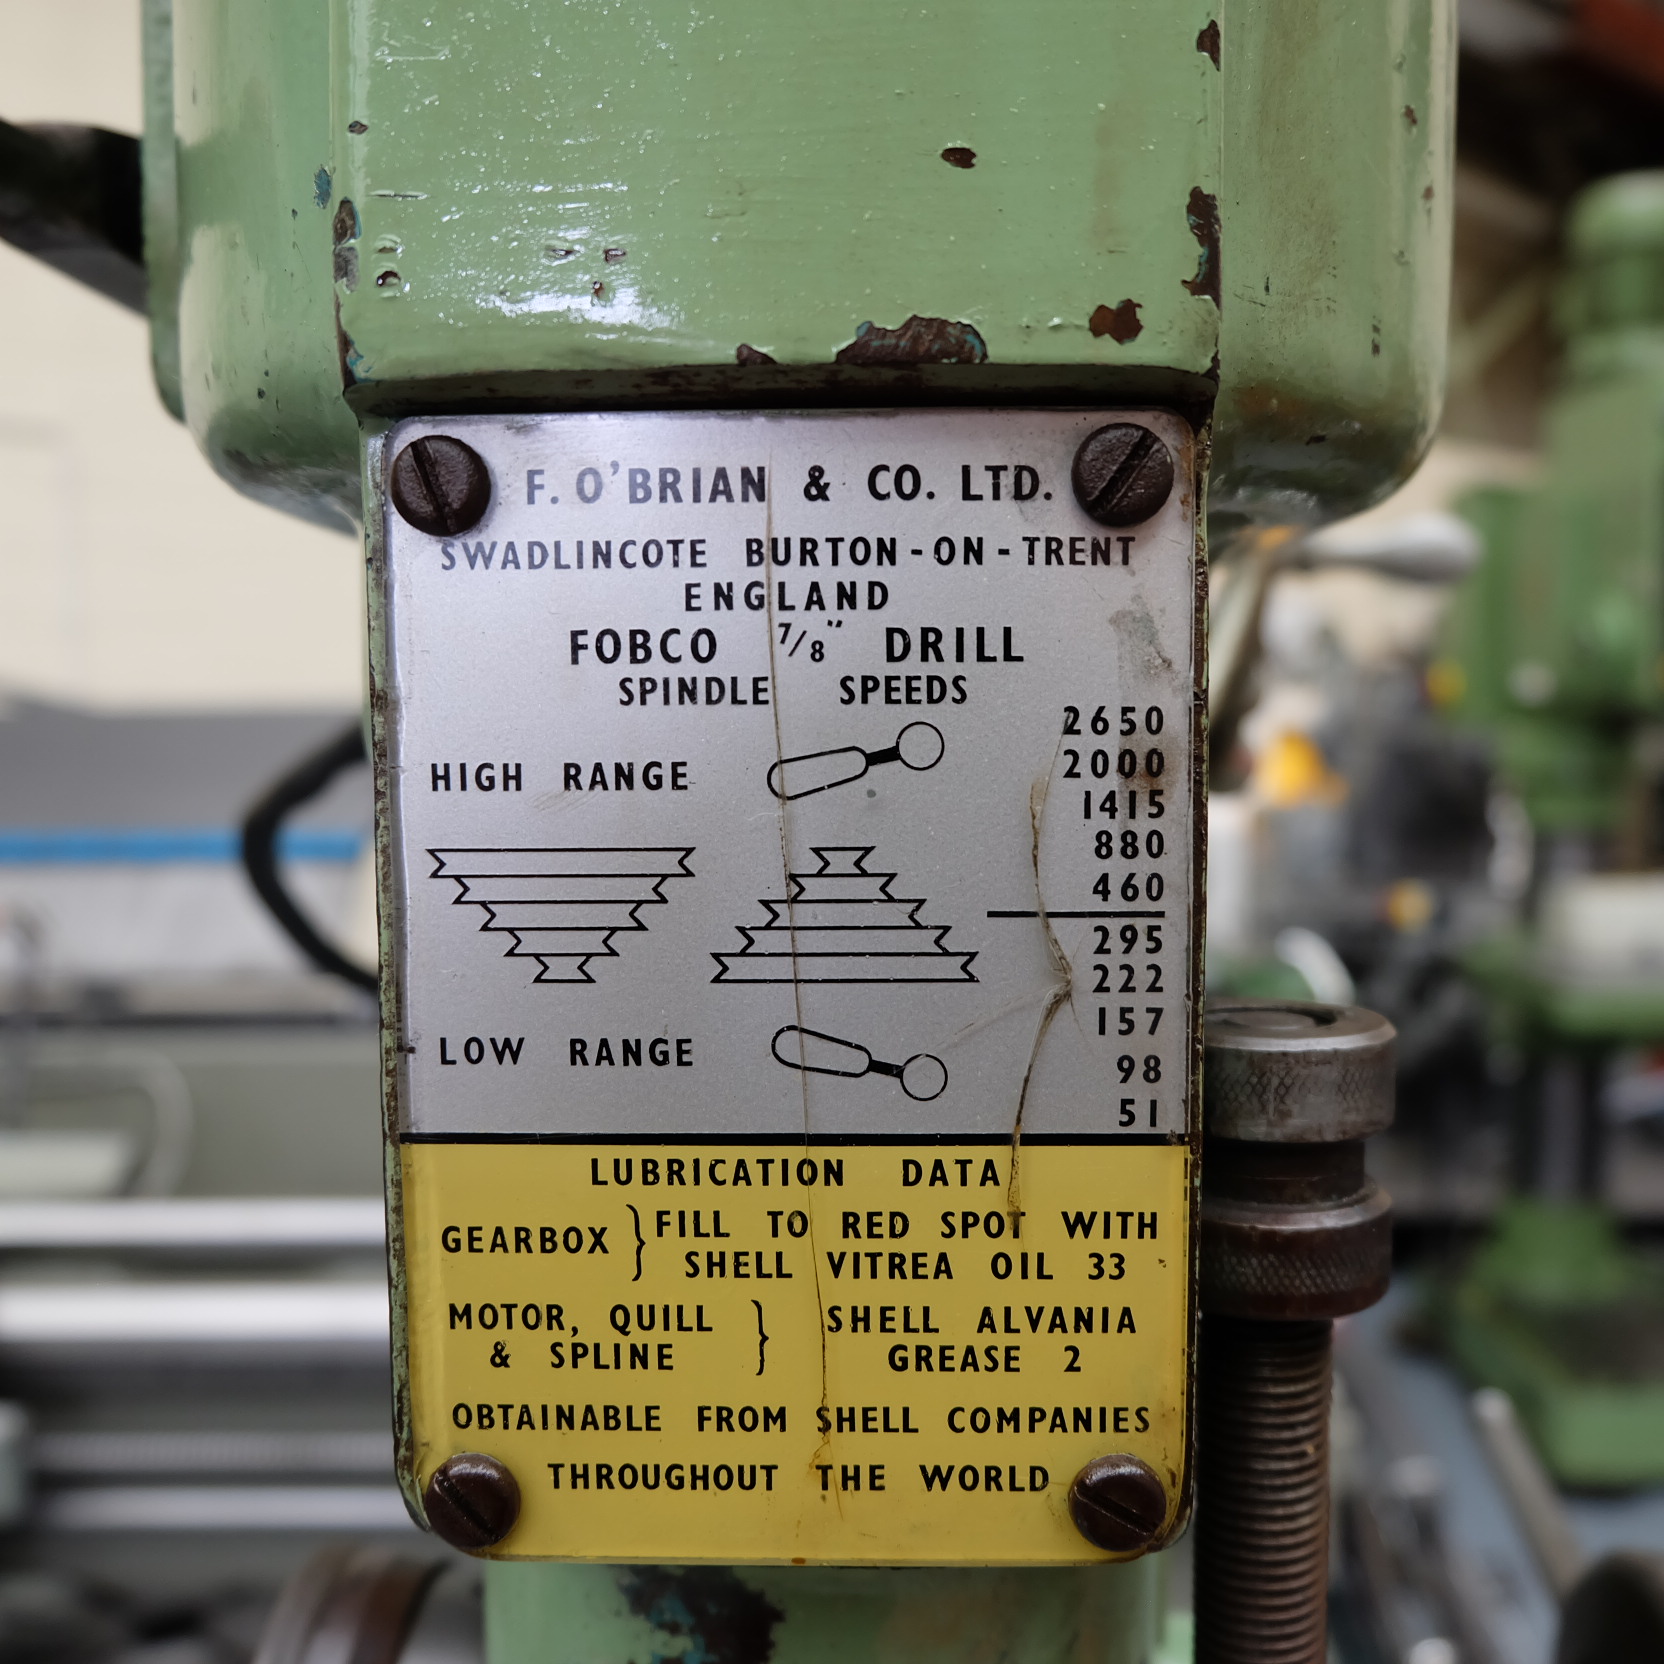 F. O'BRIAN & CO. LTD.
SWADLINCOTE BURTON-ON-TRENT
ENGLAND
FOBCO 7/8" DRILL
SPINDLE SPEEDS
HIGH RANGE
2650
2000
1415
880
460
295
222
157
98
51
LOW RANGE
LUBRICATION DATA
GEARBOX } FILL TO RED SPOT WITH
SHELL VITREA OIL 33
MOTOR, QUILL
& SPLINE } SHELL ALVANIA
GREASE 2
OBTAINABLE FROM SHELL COMPANIES
THROUGHOUT THE WORLD